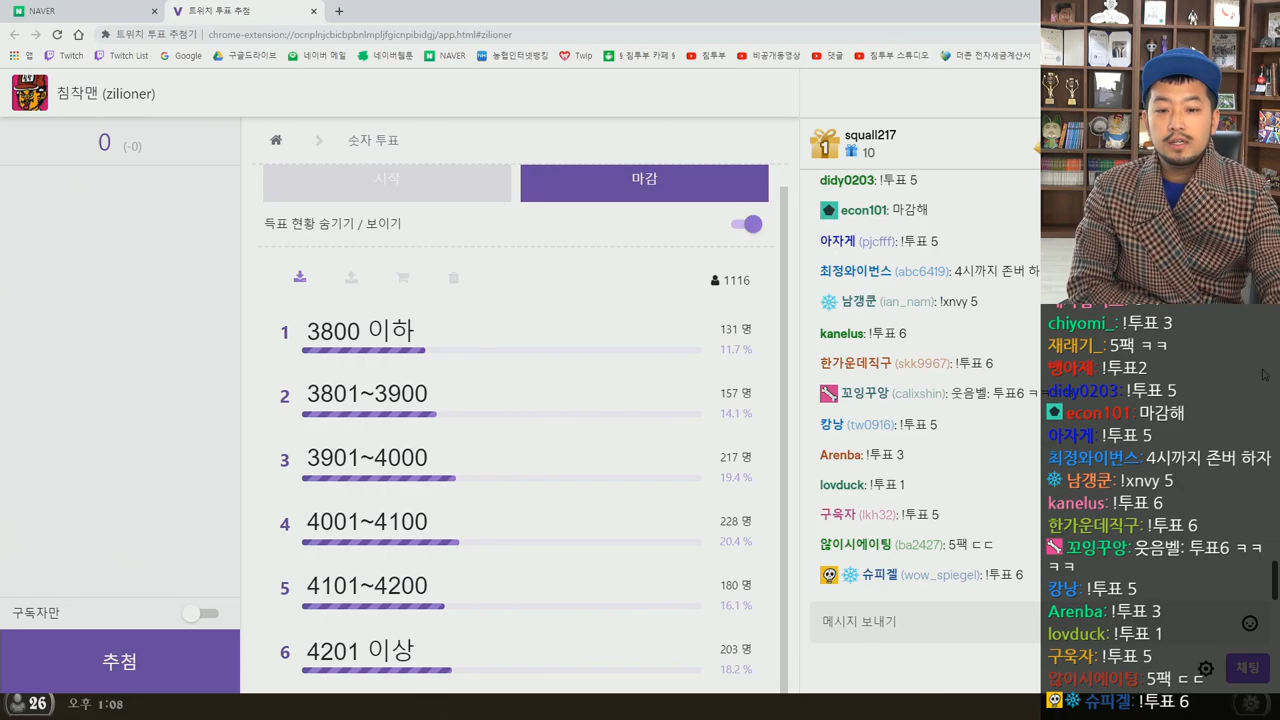 NAVER
트위치 투표 추첨
트위치 투표 추첨기 | chrome-extension://ocnplnjcbicbpbnlmpljfgicnpibidgj/app.html#zilioner
앱 Twitch Twitch List Google 구글드라이브 네이버 메일 네이버웹툰 NAVER 농협인터넷뱅킹 Twip § 침투부 카페 § 침투부 비공개동영상 댓글 침투부 스튜디오 더존 전자세금계산서
침착맨 (zilioner)
0 (-0)
숫자 투표
시작 마감
득표 현황 숨기기 / 보이기
1116
1 3800 이하 131 명
11.7 %
2 3801~3900 157 명
14.1 %
3 3901~4000 217 명
19.4 %
4 4001~4100 228 명
20.4 %
5 4101~4200 180 명
16.1 %
6 4201 이상 203 명
18.2 %
구독자만
추첨
26 오후 1:08
1 squall217
10
didy0203: !투표 5
econ101: 마감해
아자게 (pjcfff): !투표 5
최정와이번스 (abc6419): 4시까지 존버 하
남갱쿤 (ian_nam): !xnvy 5
kanelus: !투표 6
한가운데직구 (skk9967): !투표 6
꼬잉꾸앙 (calixshin): 웃음벨: 투표6 ㅋ
캉낭 (tw0916): !투표 5
Arenba: !투표 3
lovduck: !투표 1
구욱자 (lkh32): !투표 5
않이시에이팅 (ba2427): 5팩 ㄷㄷ
슈피겔 (wow_spiegel): !투표 6
메시지 보내기
chiyomi_: !투표 3
재래기_: 5팩 ㅋㅋ
뺑아재: !투표2
didy0203: !투표 5
econ101: 마감해
아자게: !투표 5
최정와이번스: 4시까지 존버 하자
남갱쿤: !xnvy 5
kanelus: !투표 6
한가운데직구: !투표 6
꼬잉꾸앙: 웃음벨: 투표6 ㅋㅋ
ㅋㅋ
캉낭: !투표 5
Arenba: !투표 3
lovduck: !투표 1
구욱자: !투표 5
않이시에이팅: 5팩 ㄷㄷ
채팅
슈피겔: !투표 6